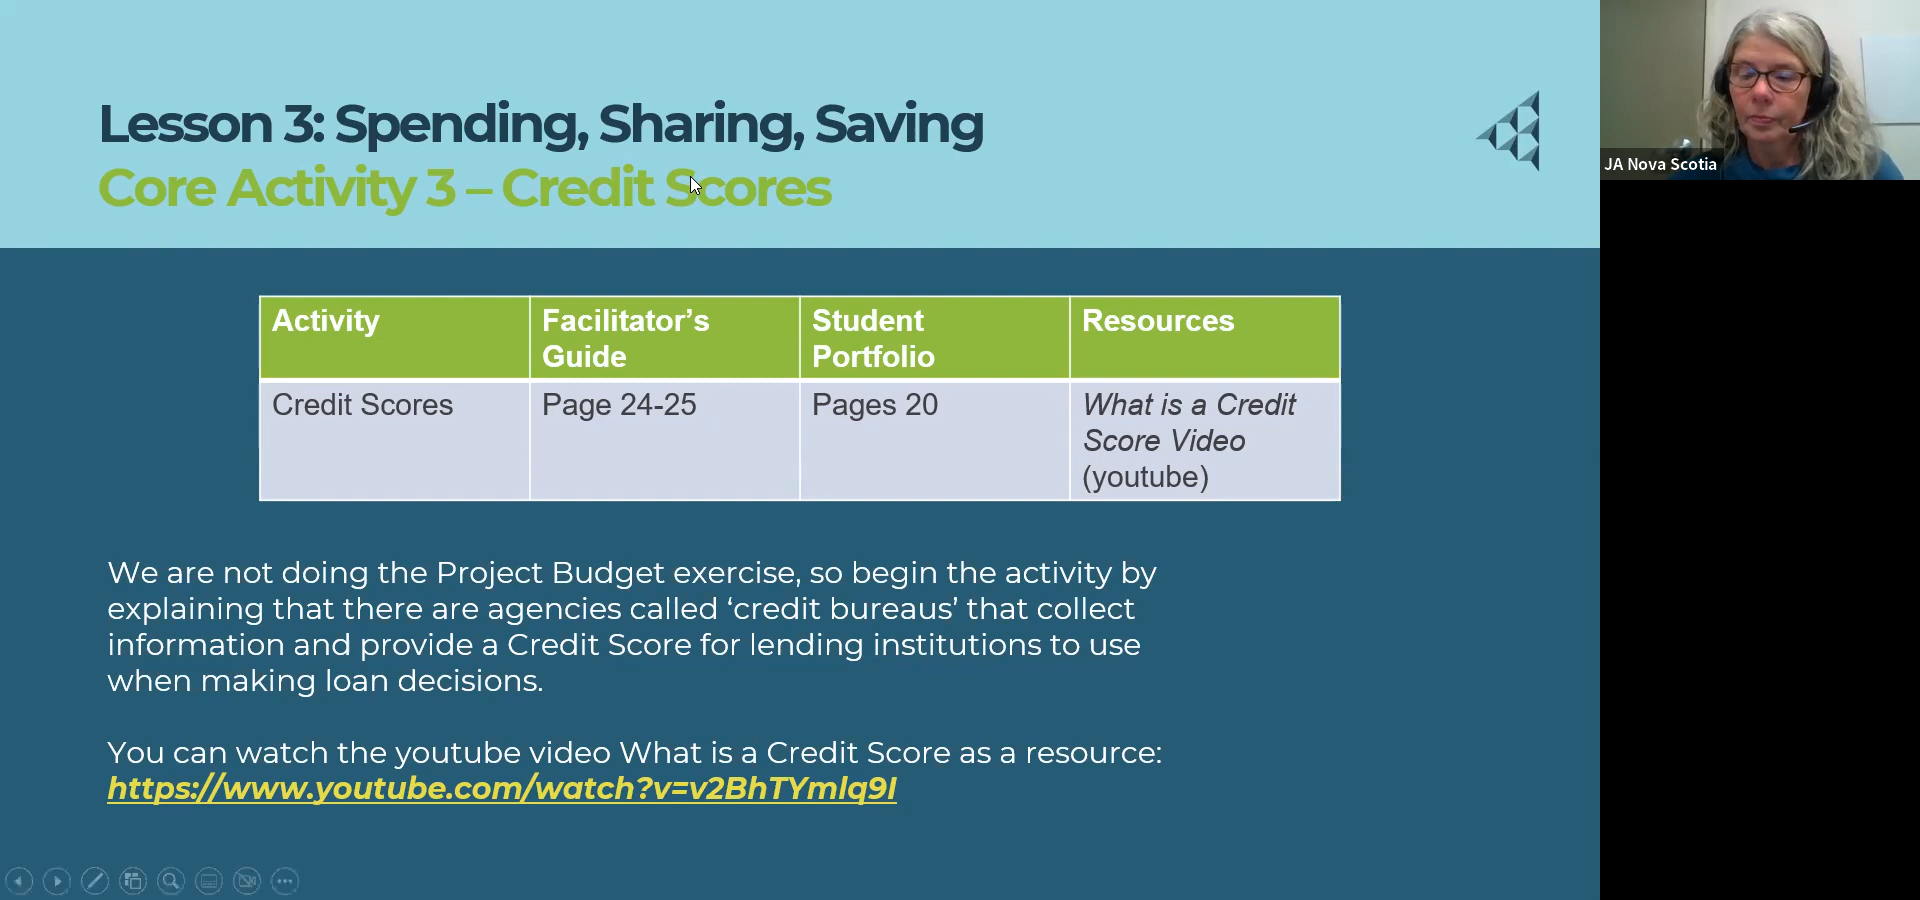 Lesson 3: Spending, Sharing, Saving
Core Activity 3 – Credit Scores
JA Nova Scotia
Activity
Facilitator’s
Guide
Student
Portfolio
Resources
Credit Scores
Page 24-25
Pages 20
What is a Credit
Score Video
(youtube)
We are not doing the Project Budget exercise, so begin the activity by
explaining that there are agencies called ‘credit bureaus’ that collect
information and provide a Credit Score for lending institutions to use
when making loan decisions.
You can watch the youtube video What is a Credit Score as a resource:
https://www.youtube.com/watch?v=v2BhTYmlq9I